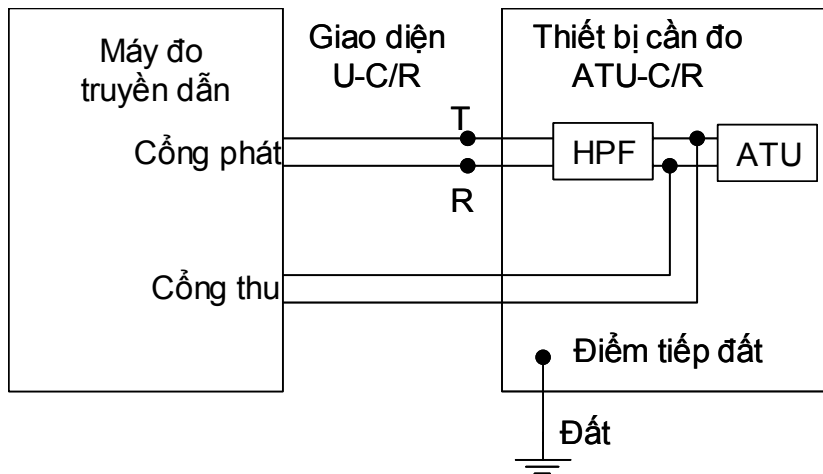 Máy đo
truyền dẫn
Giao diện
U-C/R
Thiết bị cần đo
ATU-C/R
T
Cổng phát
HPF
ATU
R
Cổng thu
Điểm tiếp đất
Đất